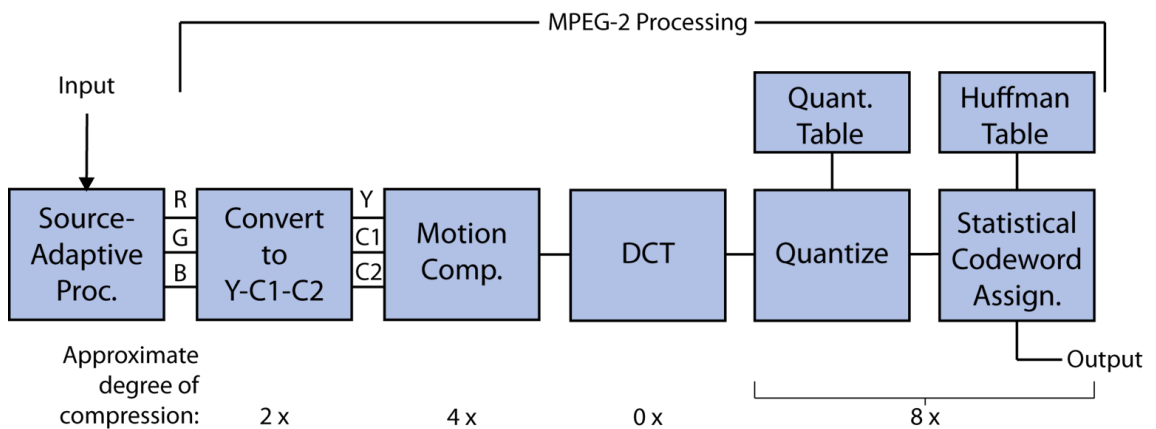 MPEG-2 Processing
Input
Quant.
Table
Huffman
Table
Source-
Adaptive
Proc.
R
G
B
Convert
to
Y-C1-C2
Y
C1
C2
Motion
Comp.
DCT
Quantize
Statistical
Codeword
Assign.
Output
Approximate
degree of
compression:
2 x
4 x
0 x
8 x